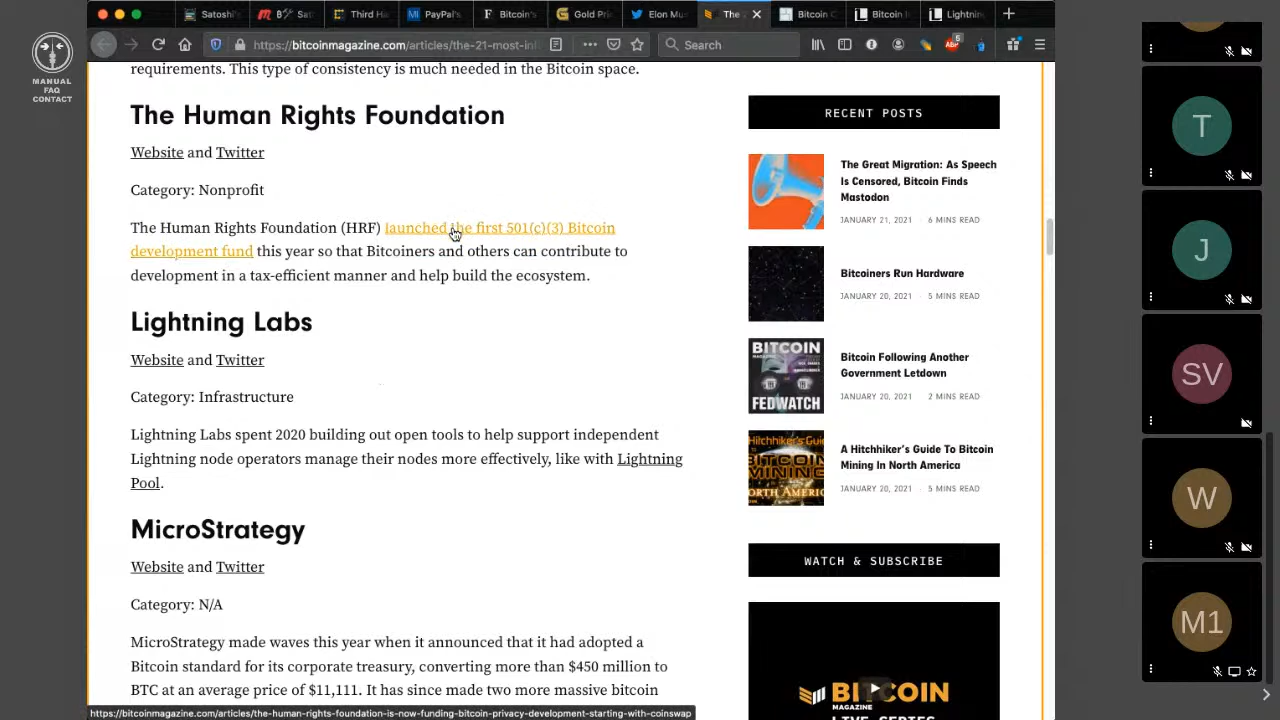 Satoshi's
Sat
Third Ha
PayPal's
Bitcoin's
Gold Pri
Elon Mus
The
Bitcoin C
Bitcoin
Lightnin
https://bitcoinmagazine.com/articles/the-21-most-in
Search
ABP
5
MANUAL
FAQ
CONTACT
requirements. This type of consistency is much needed in the Bitcoin space.
The Human Rights Foundation
Website and Twitter
Category: Nonprofit
The Human Rights Foundation (HRF) launched the first 501(c)(3) Bitcoin
development fund this year so that Bitcoiners and others can contribute to
development in a tax-efficient manner and help build the ecosystem.
Lightning Labs
Website and Twitter
Category: Infrastructure
Lightning Labs spent 2020 building out open tools to help support independent
Lightning node operators manage their nodes more effectively, like with Lightning
Pool.
MicroStrategy
Website and Twitter
Category: N/A
MicroStrategy made waves this year when it announced that it had adopted a
Bitcoin standard for its corporate treasury, converting more than $450 million to
BTC at an average price of $11,111. It has since made two more massive bitcoin
https://bitcoinmagazine.com/articles/the-human-rights-foundation-is-now-funding-bitcoin-privacy-development-starting-with-coinswap
RECENT POSTS
The Great Migration: As Speech
Is Censored, Bitcoin Finds
Mastodon
JANUARY 21, 2021 · 6 MINS READ
Bitcoiners Run Hardware
JANUARY 20, 2021 · 5 MINS READ
BITCOIN
MAGAZINE
FEDWATCH
Bitcoin Following Another
Government Letdown
JANUARY 20, 2021 · 2 MINS READ
Hitchhiker's Guid
BITCOIN
MINING
NORTH AMERIC
A Hitchhiker's Guide To Bitcoin
Mining In North America
JANUARY 20, 2021 · 5 MINS READ
WATCH & SUBSCRIBE
BITCOIN
MAGAZINE
LIVE SERIES
T
J
SV
W
M1